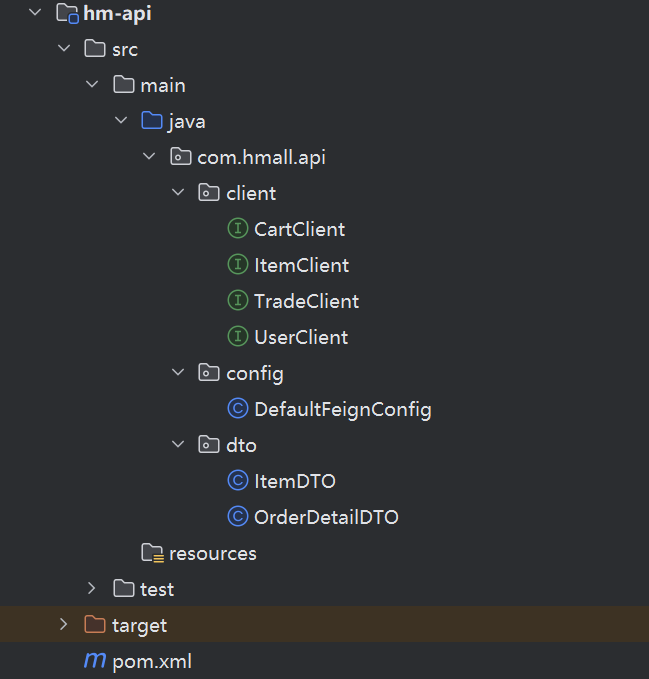 hm-api
src
main
java
com.hmall.api
client
CartClient
ItemClient
TradeClient
UserClient
config
DefaultFeignConfig
dto
ItemDTO
OrderDetailDTO
resources
test
target
pom.xml